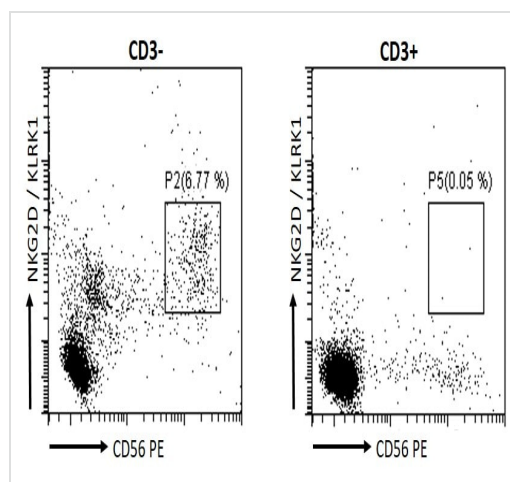 CD3-
NKG2D / KLRK1
P2(6.77 %)
CD56 PE
CD3+
NKG2D / KLRK1
P5(0.05 %)
CD56 PE